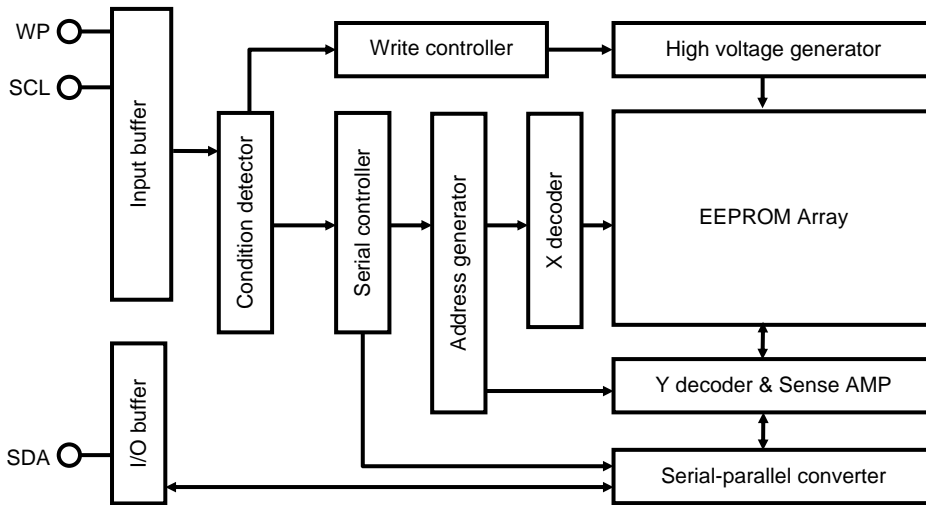 WP
Write controller
High voltage generator
SCL
Input buffer
Condition detector
Serial controller
Address generator
X decoder
EEPROM Array
I/O buffer
Y decoder & Sense AMP
SDA
Serial-parallel converter